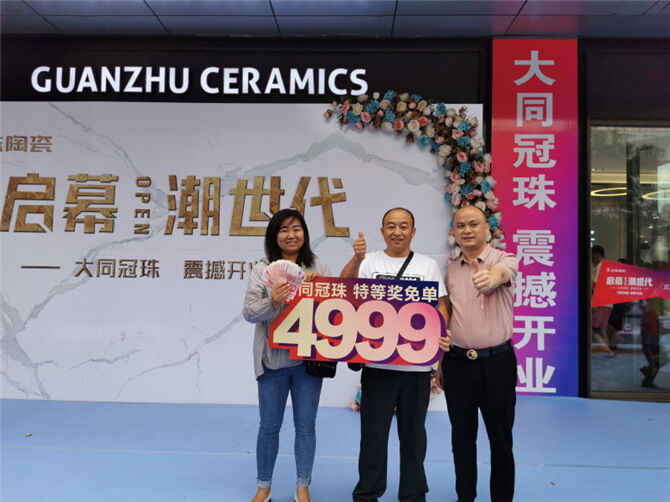 GUANZHU CERAMICS
陶瓷
启幕 OPEN 潮世代
—— 大同冠珠 震撼开业
大同冠珠 震撼开业
大同冠珠 特等奖免单
4999
启幕 潮世代